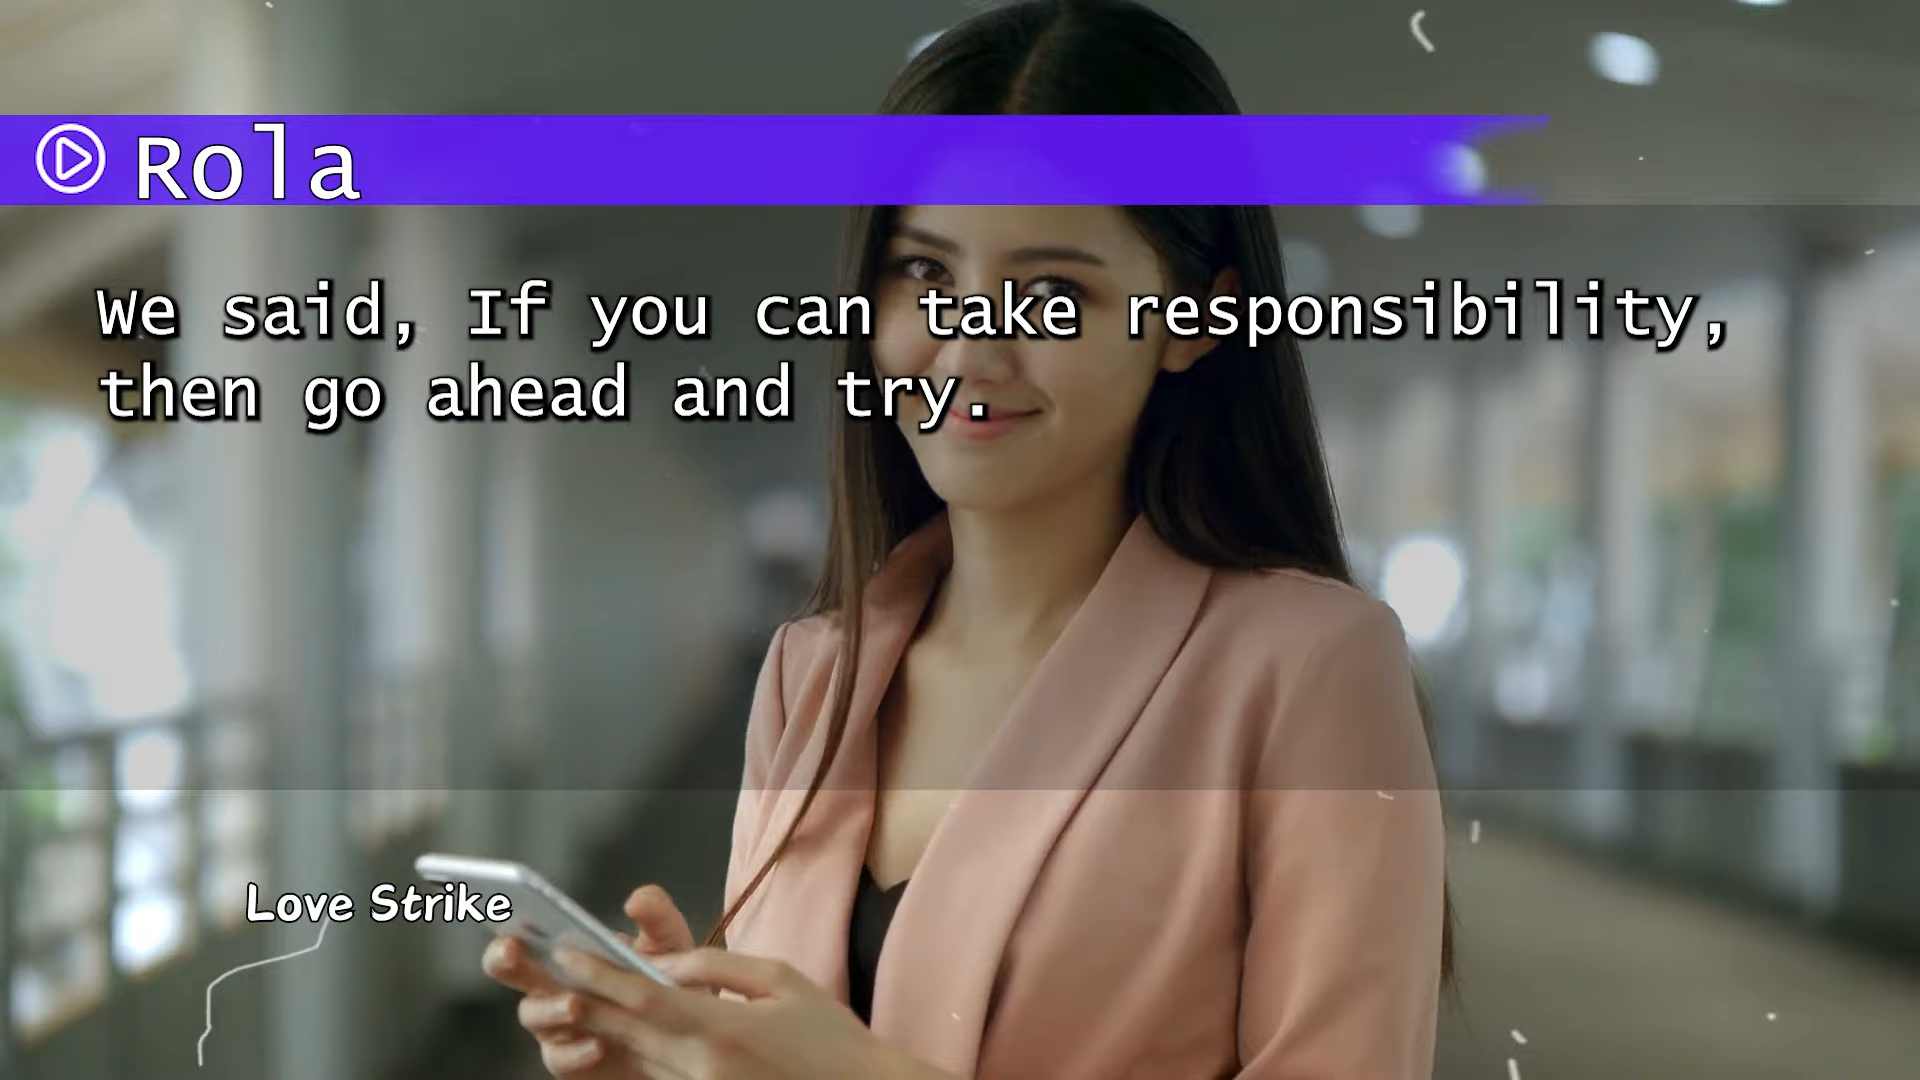 Rola
We said, If you can take responsibility,
then go ahead and try.
Love Strike